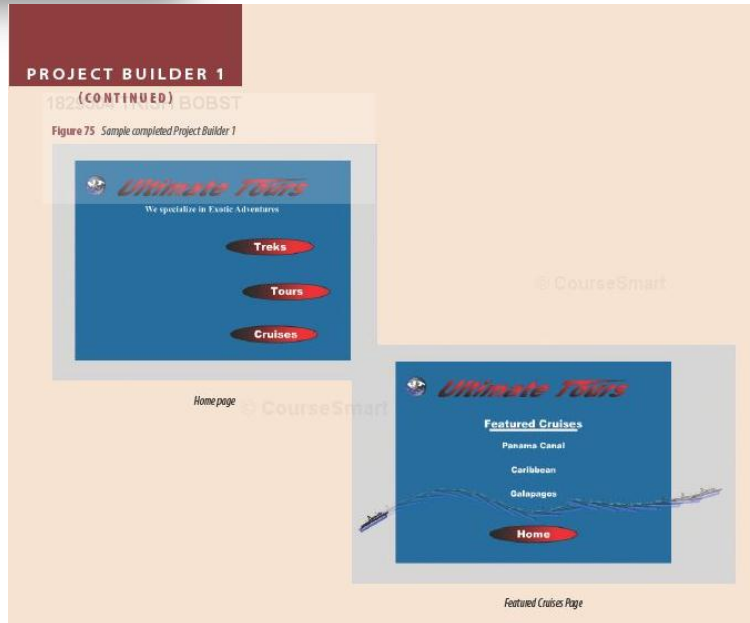 PROJECT BUILDER 1
(CONTINUED)
BOBST
Figure 75 Sample completed Project Builder 1
Ultimate Tours
We specialize in Exotic Adventures
Treks
Tours
© CourseSmart
Cruises
Home page
© CourseSmart
Ultimate Tours
Featured Cruises
Panama Canal
Caribbean
Galapagos
Home
Featured Cruises Page